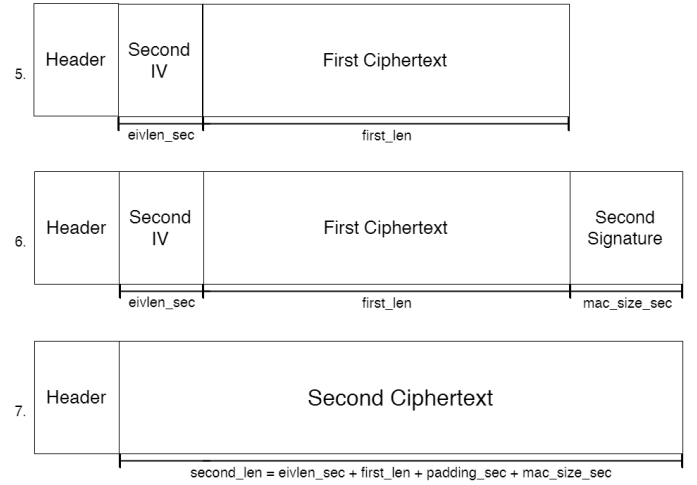 5.
Header
Second
IV
First Ciphertext
eivlen_sec
first_len
6.
Header
Second
IV
First Ciphertext
Second
Signature
eivlen_sec
first_len
mac_size_sec
7.
Header
Second Ciphertext
second_len = eivlen_sec + first_len + padding_sec + mac_size_sec